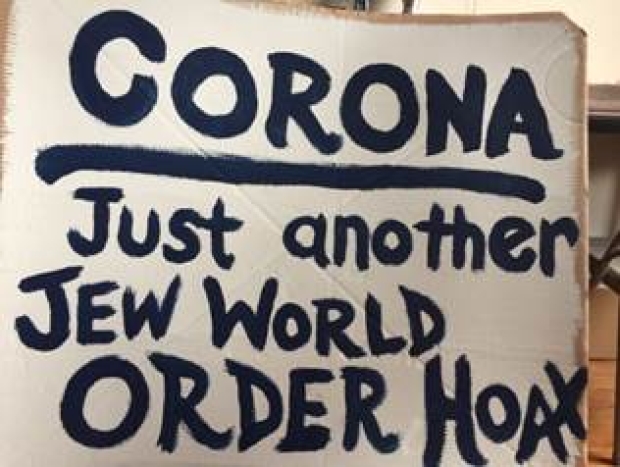 CORONA
Just another
JEW WORLD
ORDER HOAX